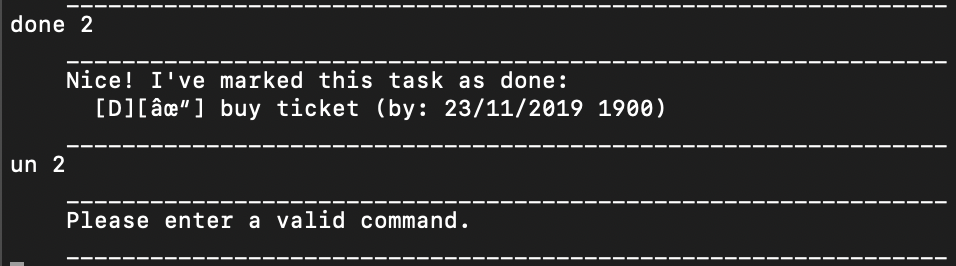 ____________________________________________________________
done 2
____________________________________________________________
Nice! I've marked this task as done:
[D][âœ“] buy ticket (by: 23/11/2019 1900)
____________________________________________________________
un 2
____________________________________________________________
Please enter a valid command.
____________________________________________________________